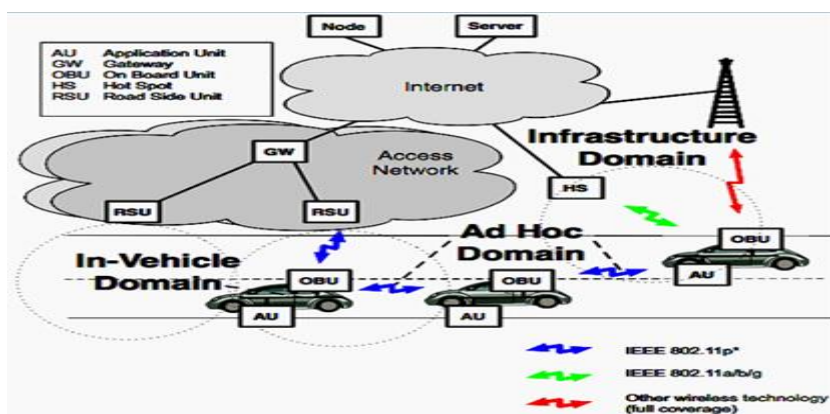 Node
Server
AU Application Unit
GW Gateway
OBU On Board Unit
HS Hot Spot
RSU Road Side Unit
Internet
Infrastructure
Domain
GW
Access
Network
HS
RSU
RSU
Ad Hoc
Domain
OBU
In-Vehicle
Domain
AU
OBU
OBU
AU
AU
IEEE 802.11p*
IEEE 802.11a/b/g
Other wireless technology
(full coverage)